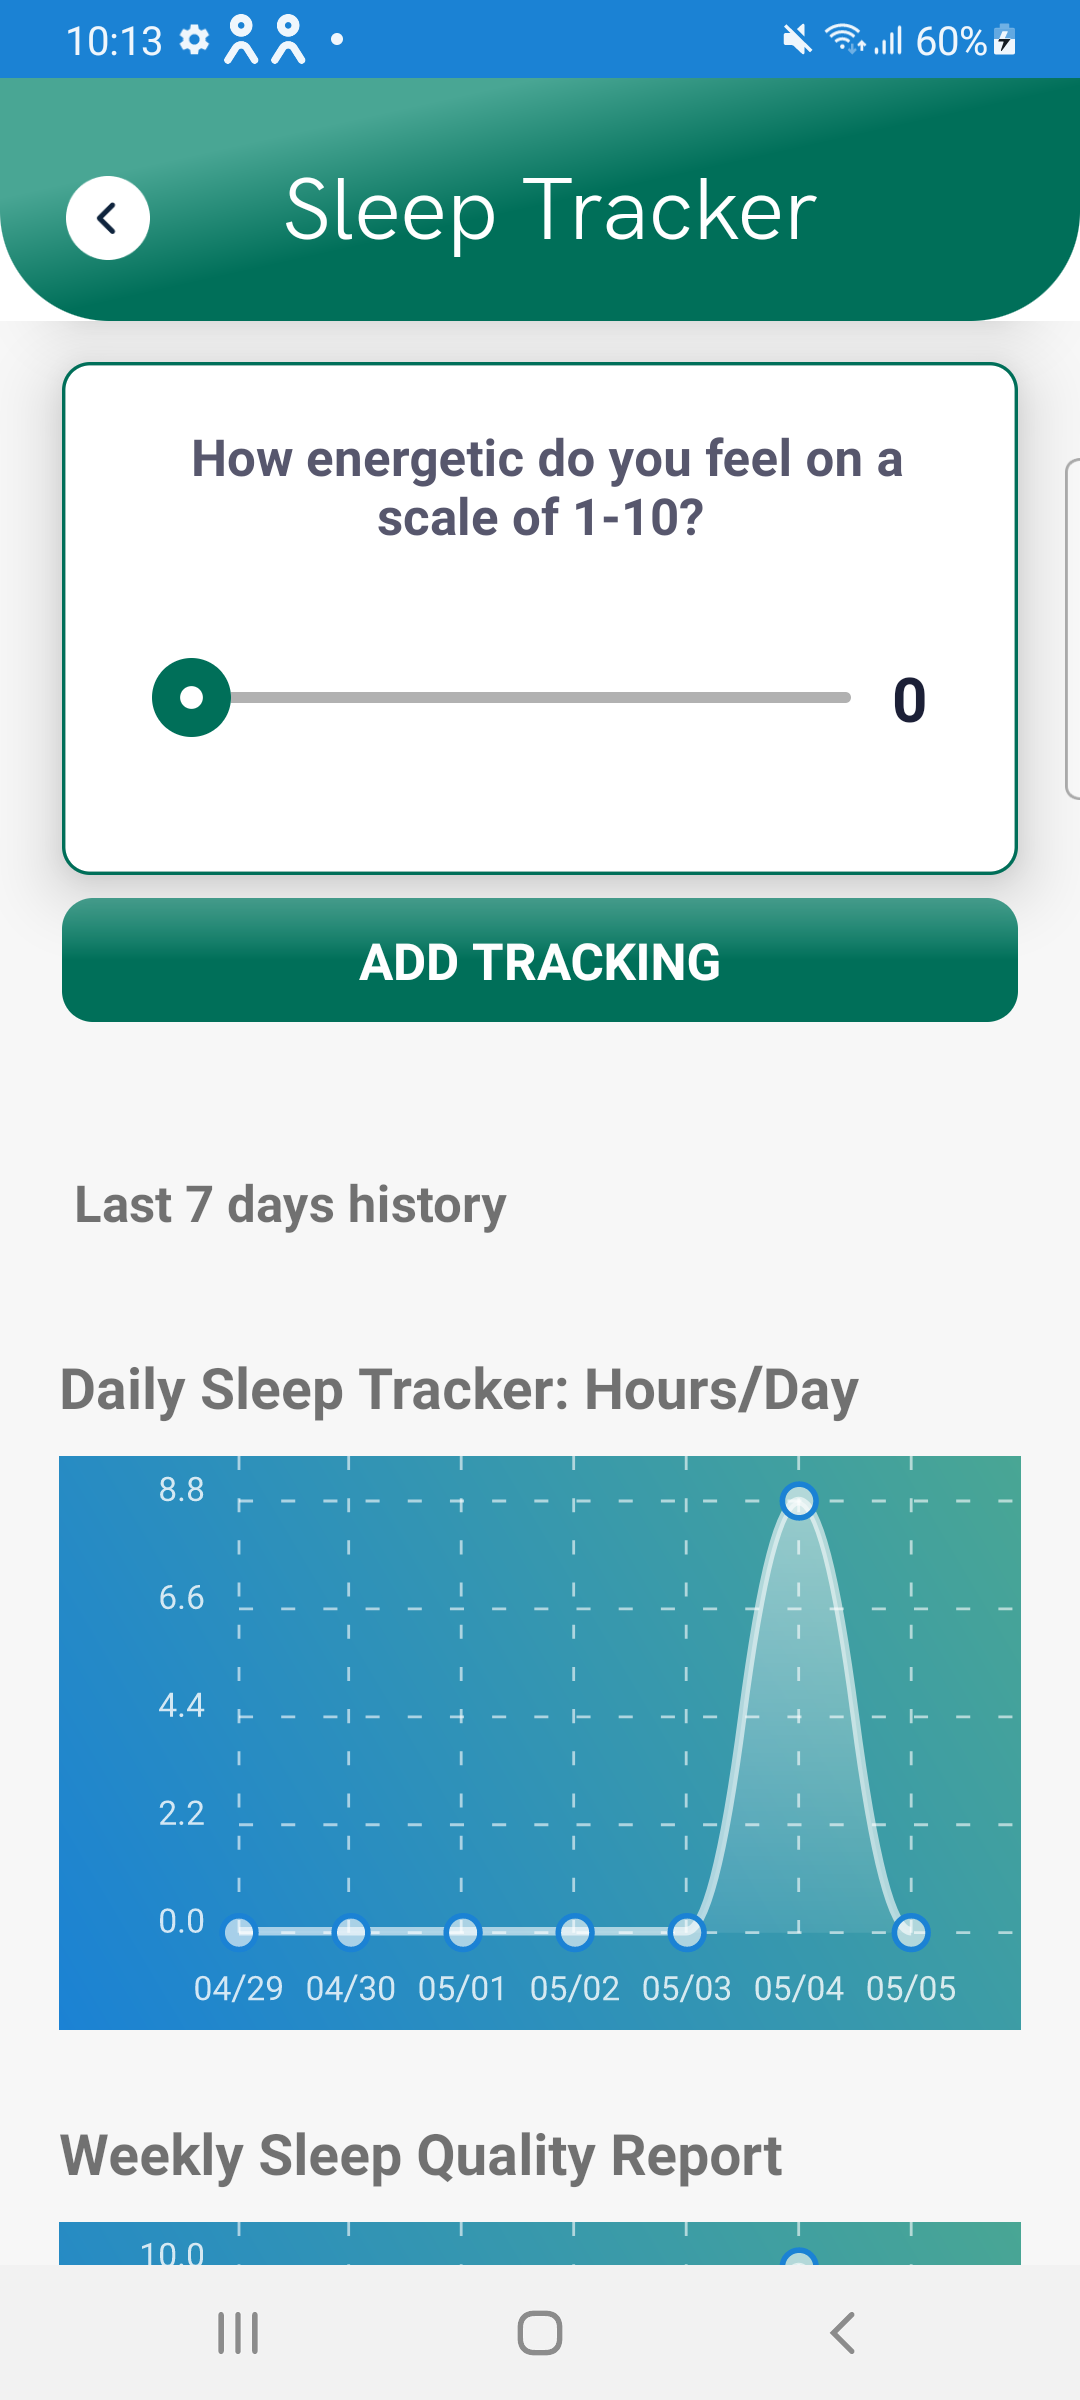 10:13
60%
Sleep Tracker
How energetic do you feel on a
scale of 1-10?
0
ADD TRACKING
Last 7 days history
Daily Sleep Tracker: Hours/Day
8.8
6.6
4.4
2.2
0.0
04/29 04/30 05/01 05/02 05/03 05/04 05/05
Weekly Sleep Quality Report
10.0